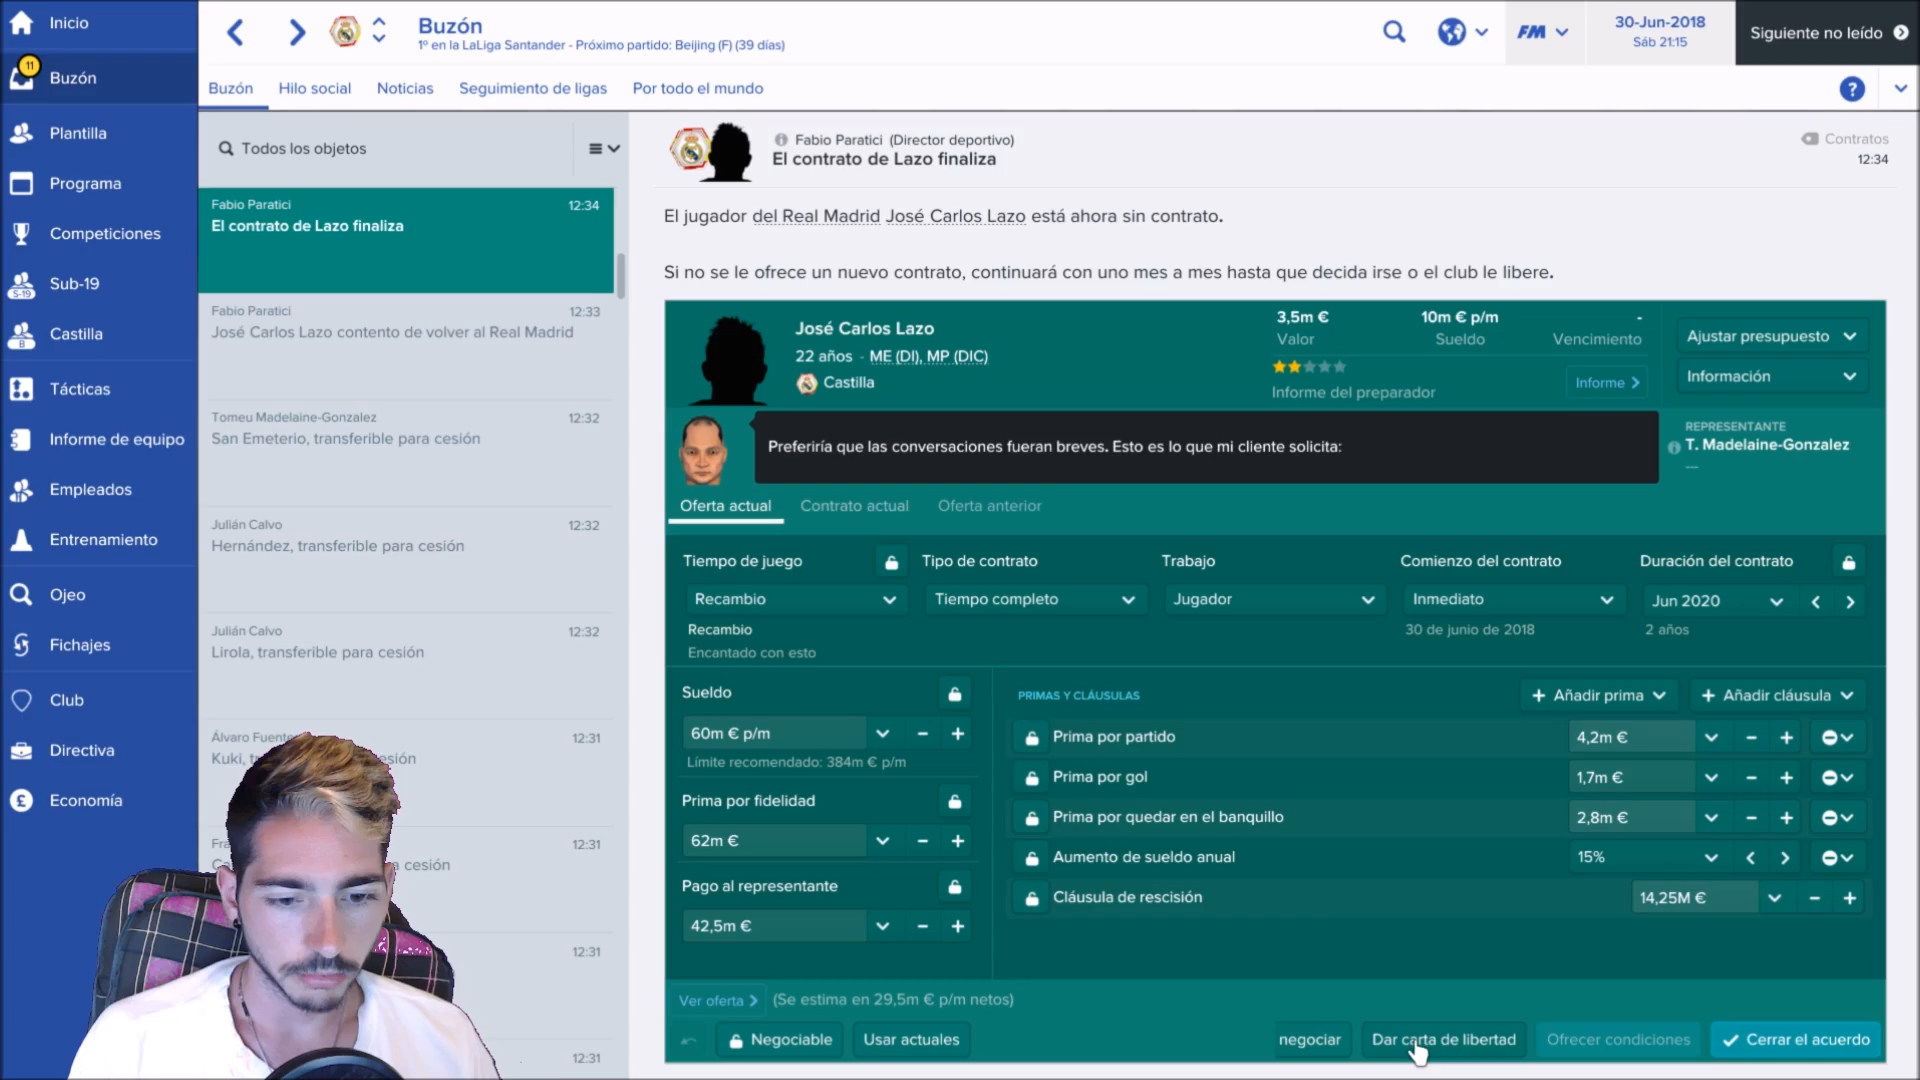 Inicio
11
Buzón
Plantilla
Programa
Competiciones
S-19
Sub-19
B
Castilla
Tácticas
Informe de equipo
Empleados
Entrenamiento
Ojeo
Fichajes
Club
Directiva
£
Economía
Buzón
1º en la LaLiga Santander - Próximo partido: Beijing (F) (39 días)
FM
30-Jun-2018
Sáb 21:15
Siguiente no leído
Buzón
Hilo social
Noticias
Seguimiento de ligas
Por todo el mundo
?
Todos los objetos
Fabio Paratici
12:34
El contrato de Lazo finaliza
Fabio Paratici
12:33
José Carlos Lazo contento de volver al Real Madrid
Tomeu Madelaine-Gonzalez
12:32
San Emeterio, transferible para cesión
Julián Calvo
12:32
Hernández, transferible para cesión
Julián Calvo
12:32
Lirola, transferible para cesión
Álvaro
12:31
Kuki,
12:31
a cesión
12:31
12:31
Fabio Paratici (Director deportivo)
El contrato de Lazo finaliza
Contratos
12:34
El jugador del Real Madrid José Carlos Lazo está ahora sin contrato.
Si no se le ofrece un nuevo contrato, continuará con uno mes a mes hasta que decida irse o el club le libere.
José Carlos Lazo
22 años - ME (DI), MP (DIC)
Castilla
3,5m €
Valor
10m € p/m
Sueldo
-
Vencimiento
Informe del preparador
Informe
Ajustar presupuesto
Información
Preferiría que las conversaciones fueran breves. Esto es lo que mi cliente solicita:
REPRESENTANTE
T. Madelaine-Gonzalez
---
Oferta actual
Contrato actual
Oferta anterior
Tiempo de juego
Tipo de contrato
Trabajo
Comienzo del contrato
Duración del contrato
Recambio
Tiempo completo
Jugador
Inmediato
Jun 2020
Recambio
30 de junio de 2018
2 años
Encantado con esto
Sueldo
60m € p/m
Límite recomendado: 384m € p/m
Prima por fidelidad
62m €
Pago al representante
42,5m €
PRIMAS Y CLÁUSULAS
+ Añadir prima
+ Añadir cláusula
Prima por partido
4,2m €
Prima por gol
1,7m €
Prima por quedar en el banquillo
2,8m €
Aumento de sueldo anual
15%
Cláusula de rescisión
14,25M €
Ver oferta
(Se estima en 29,5m € p/m netos)
Negociable
Usar actuales
negociar
Dar carta de libertad
Ofrecer condiciones
Cerrar el acuerdo